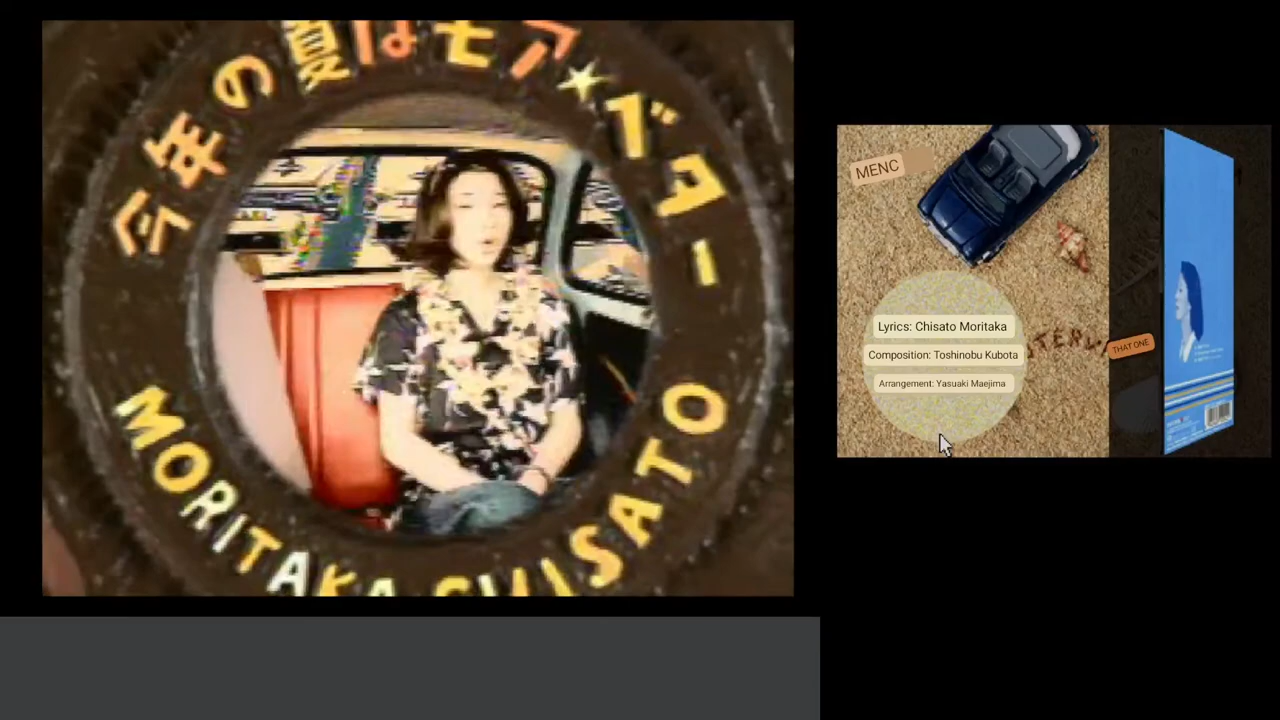 今年の夏はモア★ベター
MORITAKA CHISATO
MENC
Lyrics: Chisato Moritaka
Composition: Toshinobu Kubota
Arrangement: Yasuaki Maejima
THAT ONE